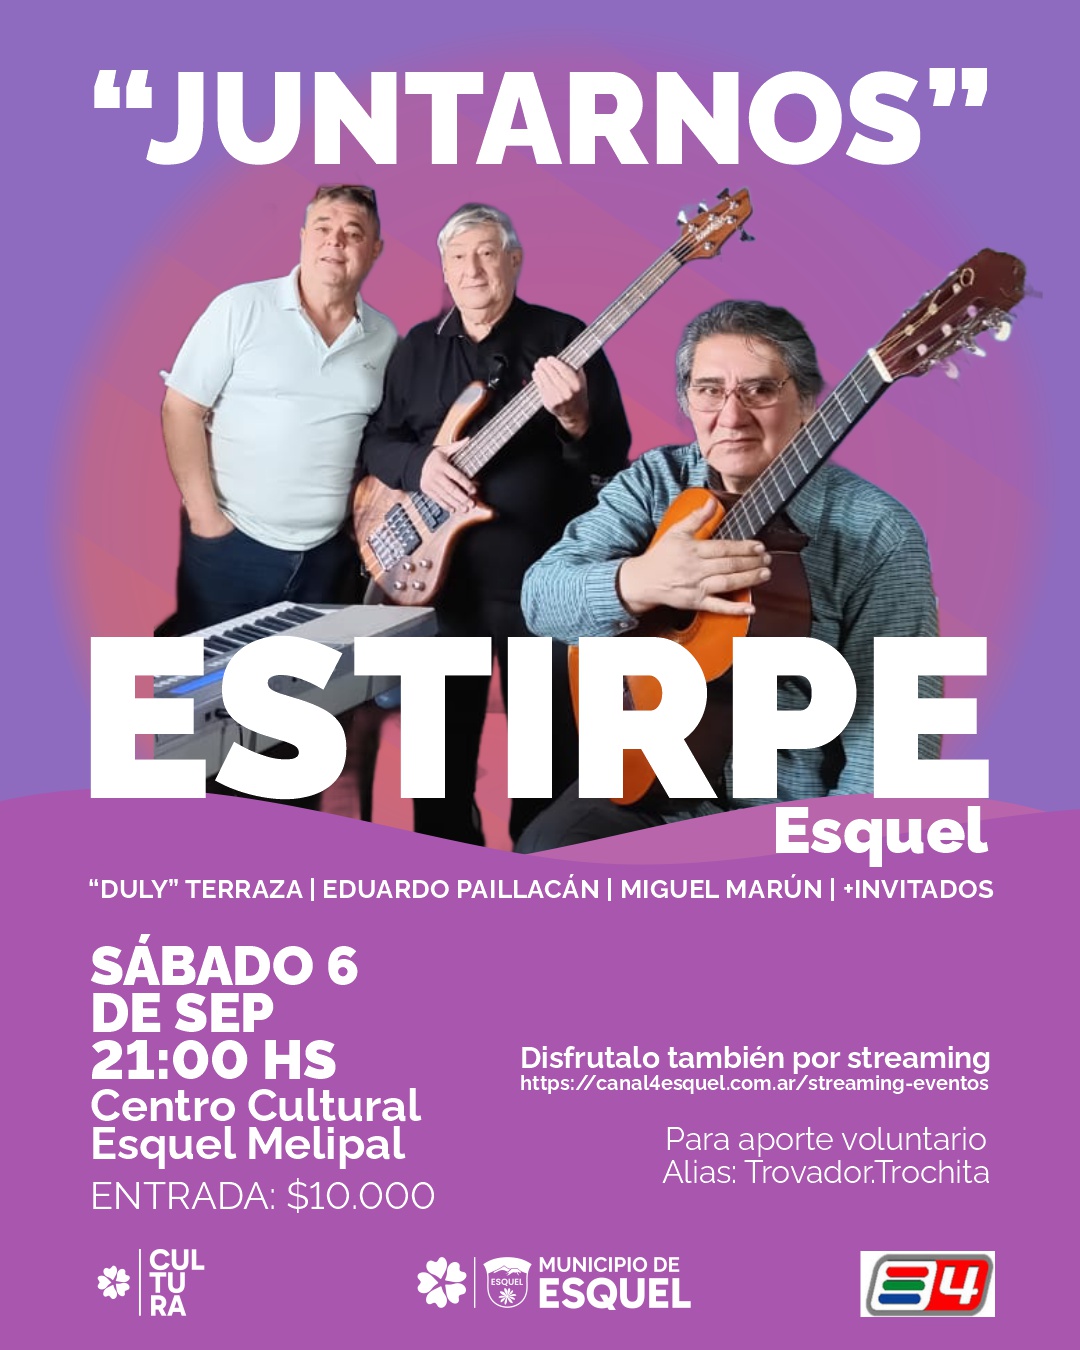 “JUNTARNOS”
ESTIRPE
Esquel
“DULY” TERRAZA | EDUARDO PAILLACÁN | MIGUEL MARÚN | +INVITADOS
SÁBADO 6
DE SEP
21:00 HS
Centro Cultural
Esquel Melipal
ENTRADA: $10.000
Disfrutalo también por streaming
https://canal4esquel.com.ar/streaming-eventos
Para aporte voluntario
Alias: Trovador.Trochita
CUL
TU
RA
ESQUEL
MUNICIPIO DE
ESQUEL
4